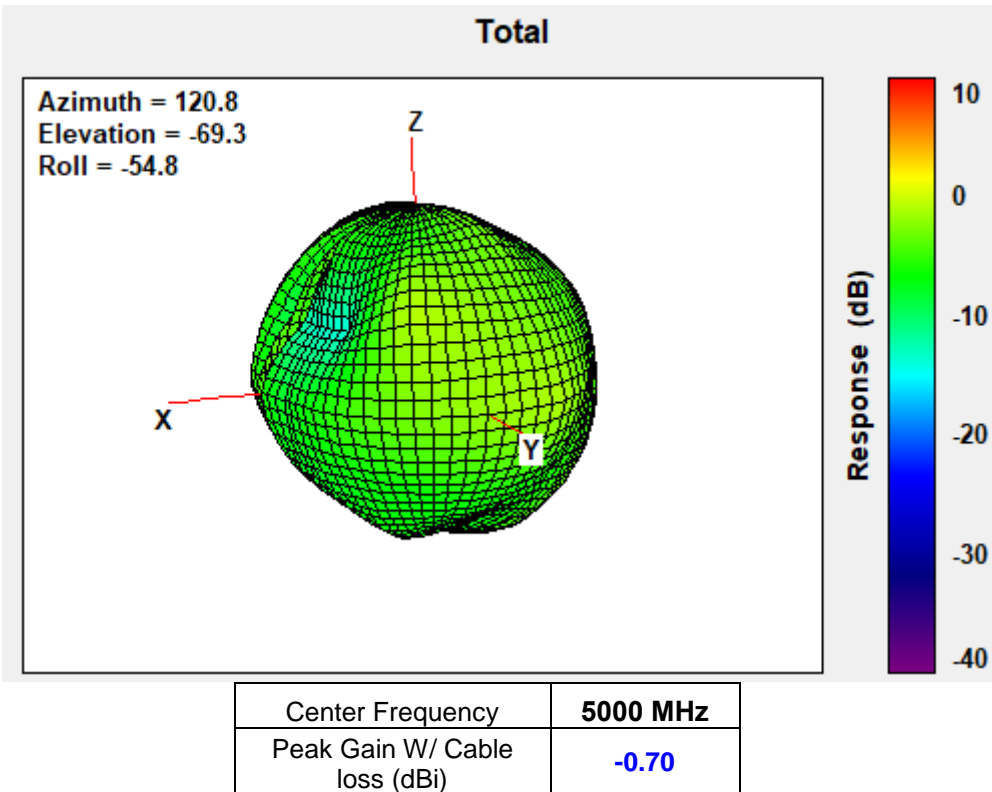 Total
Azimuth = 120.8
Elevation = -69.3
Roll = -54.8
Z
X
Y
10
0
-10
-20
-30
-40
Response (dB)
Center Frequency
5000 MHz
Peak Gain W/ Cable
loss (dBi)
-0.70